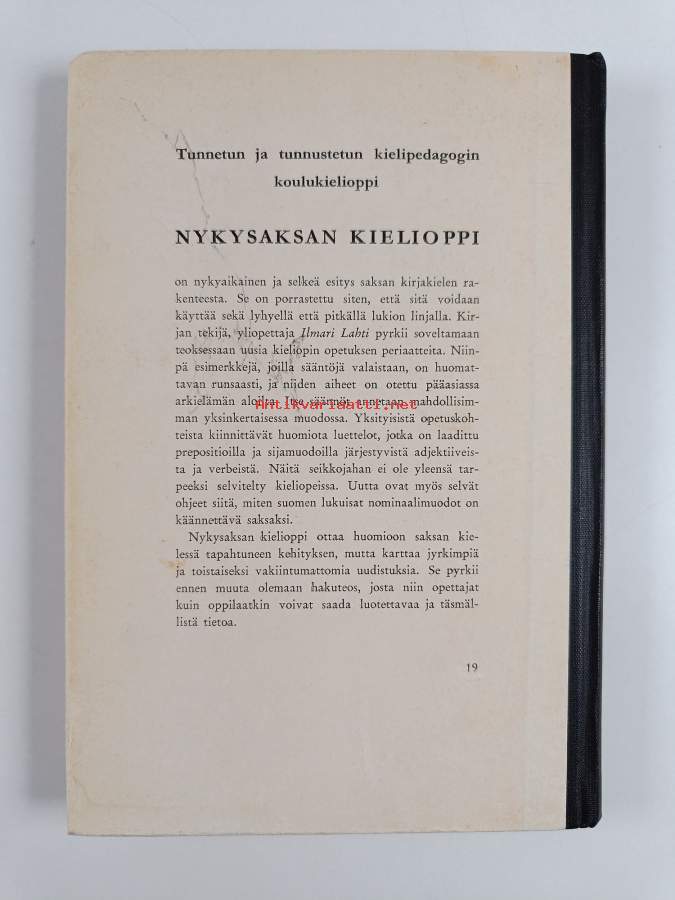 Tunnetun ja tunnustetun kielipedagogin
koulukielioppi
NYKYSAKSAN KIELIOPPI
on nykyaikainen ja selkeä esitys saksan kirjakielen ra-
kenteesta. Se on porrastettu siten, että sitä voidaan
käyttää sekä lyhyellä että pitkällä lukion linjalla. Kir-
jan tekijä, yliopettaja Ilmari Lahti pyrkii soveltamaan
teoksessaan uusia kieliopin opetuksen periaatteita. Niin-
pä esimerkkejä, joilla sääntöjä valaistaan, on huomat-
tavan runsaasti, ja niiden aiheet on otettu pääasiassa
arkielämän aloilta. Itse säännöt annetaan mahdollisim-
Antikvariaatti.net
man yksinkertaisessa muodossa. Yksityisistä opetuskoh-
teista kiinnittävät huomiota luettelot, jotka on laadittu
prepositioilla ja sijamuodoilla järjestyvistä adjektiiveis-
ta ja verbeistä. Näitä seikkojahan ei ole yleensä tar-
peeksi selvitelty kieliopeissa. Uutta ovat myös selvät
ohjeet siitä, miten suomen lukuisat nominaalimuodot on
käännettävä saksaksi.
Nykysaksan kielioppi ottaa huomioon saksan kie-
lessä tapahtuneen kehityksen, mutta karttaa jyrkimpiä
ja toistaiseksi vakiintumattomia uudistuksia. Se pyrkii
ennen muuta olemaan hakuteos, josta niin opettajat
kuin oppilaatkin voivat saada luotettavaa ja täsmäl-
listä tietoa.
19